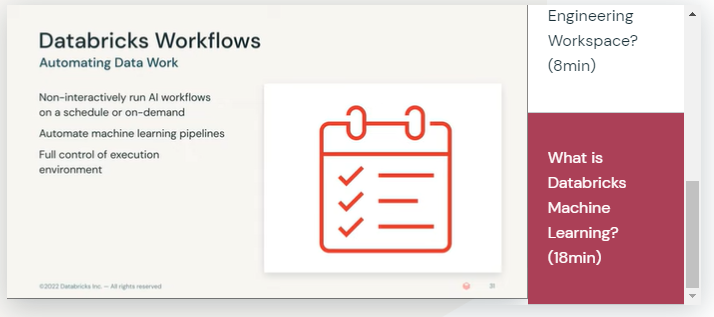 Databricks Workflows
Automating Data Work
Non-interactively run AI workflows
on a schedule or on-demand
Automate machine learning pipelines
Full control of execution
environment
©2022 Databricks Inc. — All rights reserved
Engineering
Workspace?
(8min)
What is
Databricks
Machine
Learning?
(18min)